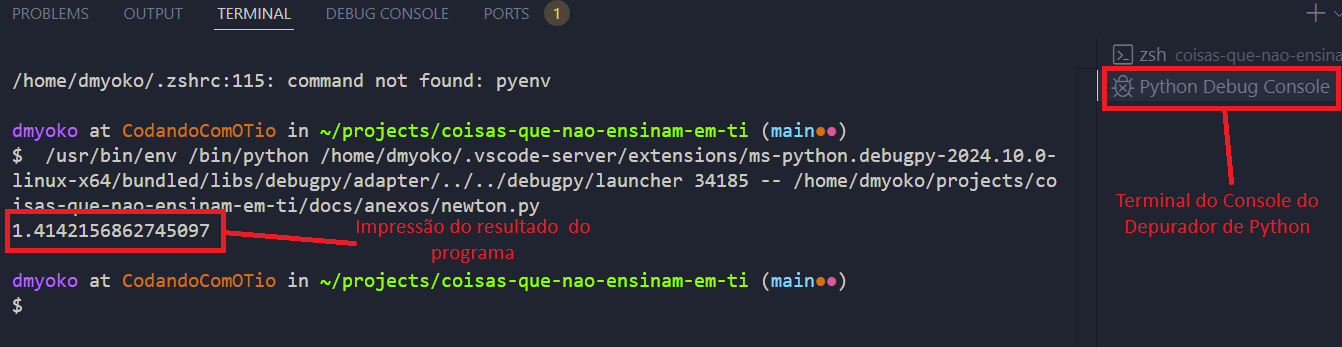 PROBLEMS OUTPUT TERMINAL DEBUG CONSOLE PORTS 1
zsh coisas-que-nao-ensina
Python Debug Console
/home/dmyoko/.zshrc:115: command not found: pyenv
dmyoko at CodandoComOTio in ~/projects/coisas-que-nao-ensinam-em-ti (main●●)
$ /usr/bin/env /bin/python /home/dmyoko/.vscode-server/extensions/ms-python.debugpy-2024.10.0-
linux-x64/bundled/libs/debugpy/adapter/../../debugpy/launcher 34185 -- /home/dmyoko/projects/co
isas-que-nao-ensinam-em-ti/docs/anexos/newton.py
1.4142156862745097
Impressão do resultado do
programa
Terminal do Console do
Depurador de Python
dmyoko at CodandoComOTio in ~/projects/coisas-que-nao-ensinam-em-ti (main●●)
$